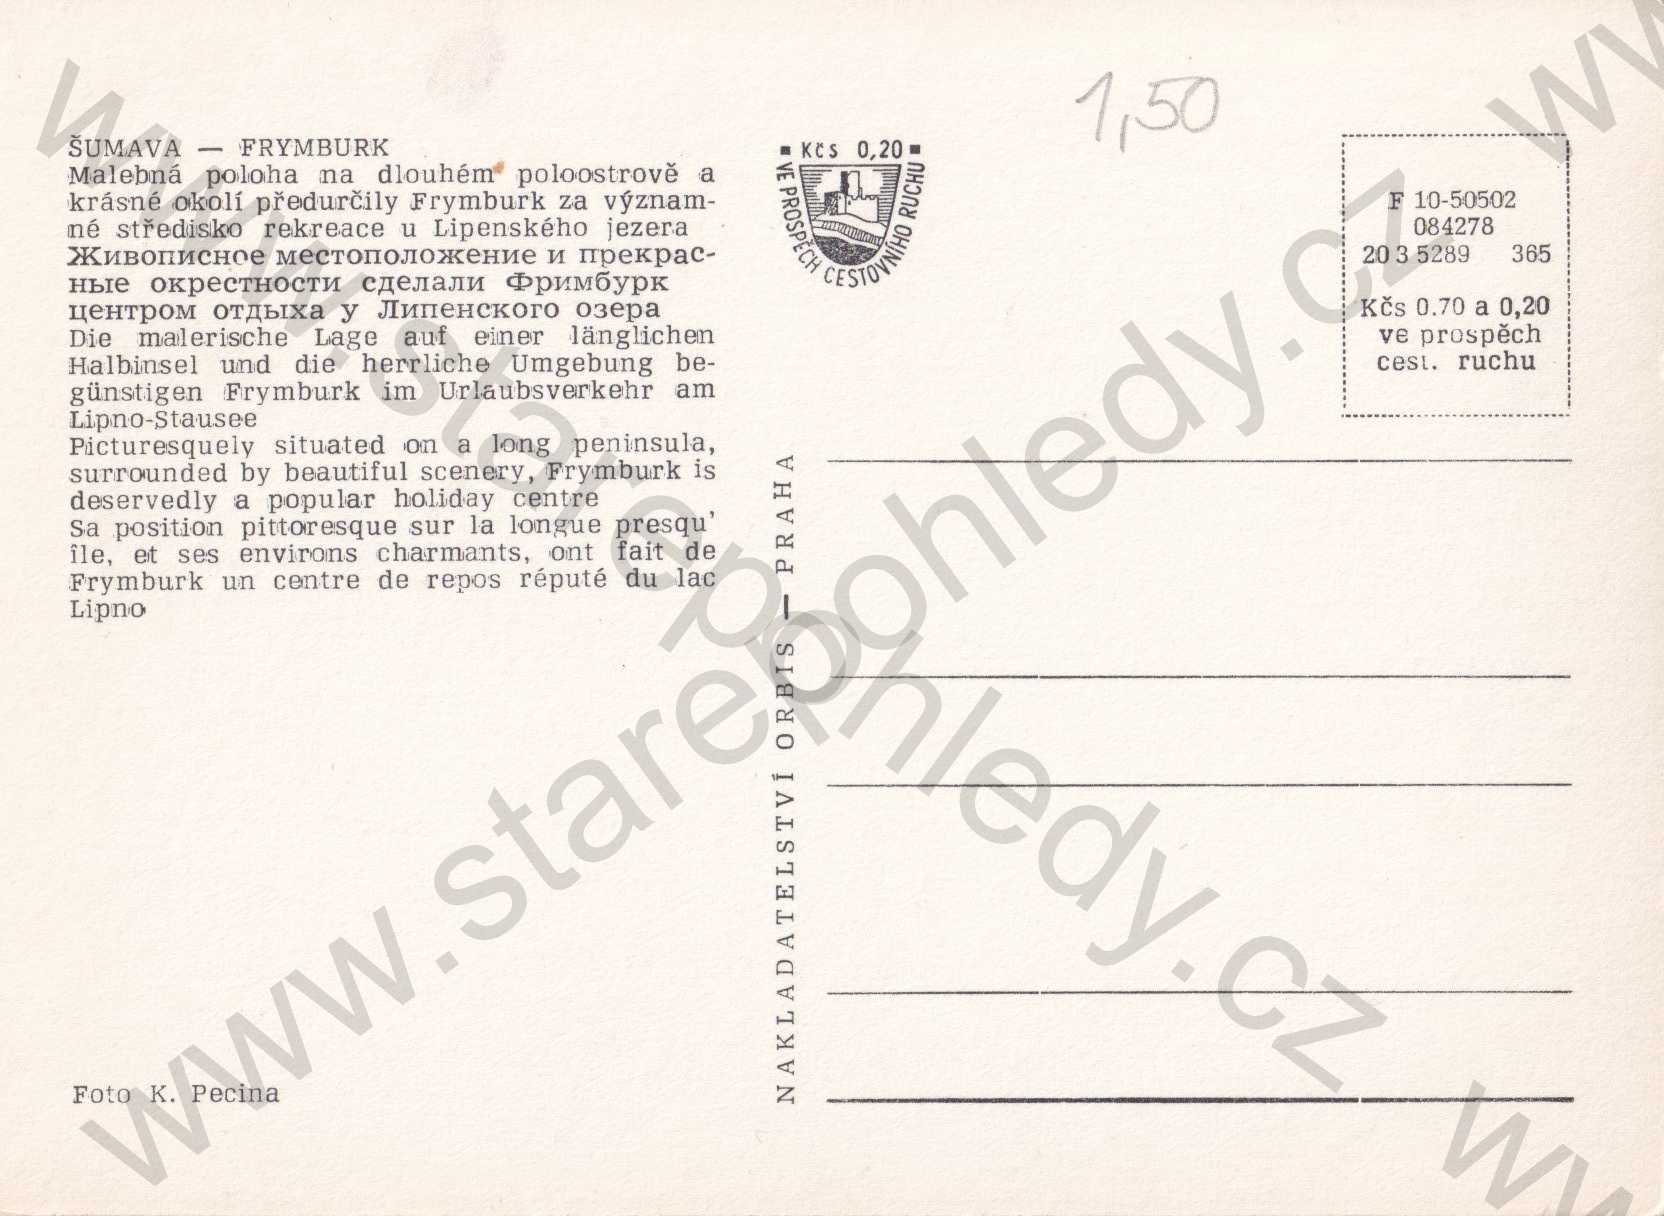 ŠUMAVA — FRYMBURK
Malebná poloha na dlouhém poloostrově a
krásné okolí předurčily Frymburk za význam-
né středisko rekreace u Lipenského jezera
Живописное местоположение и прекрас-
ные окрестности сделали Фримбурк
центром отдыха у Липенского озера
Die malerische Lage auf einer länglichen
Halbinsel und die herrliche Umgebung be-
günstigen Frymburk im Urlaubsverkehr am
Lipno-Stausee
Picturesquely situated on a long peninsula,
surrounded by beautiful scenery, Frymburk is
deservedly a popular holiday centre
Sa position pittoresque sur la longue presqu'
île, et ses environs charmants, ont fait de
Frymburk un centre de repos réputé du lac
Lipno
Foto K. Pecina
NAKLADATELSTVÍ ORBIS — PRAHA
Kčs 0,20
VE PROSPĚCH CESTOVNÍHO RUCHU
1,50
F 10-50502
084278
20 3 5289 365
Kčs 0.70 a 0,20
ve prospěch
cest. ruchu
www.starepohledy.cz
www.starepohledy.cz
ww
ww